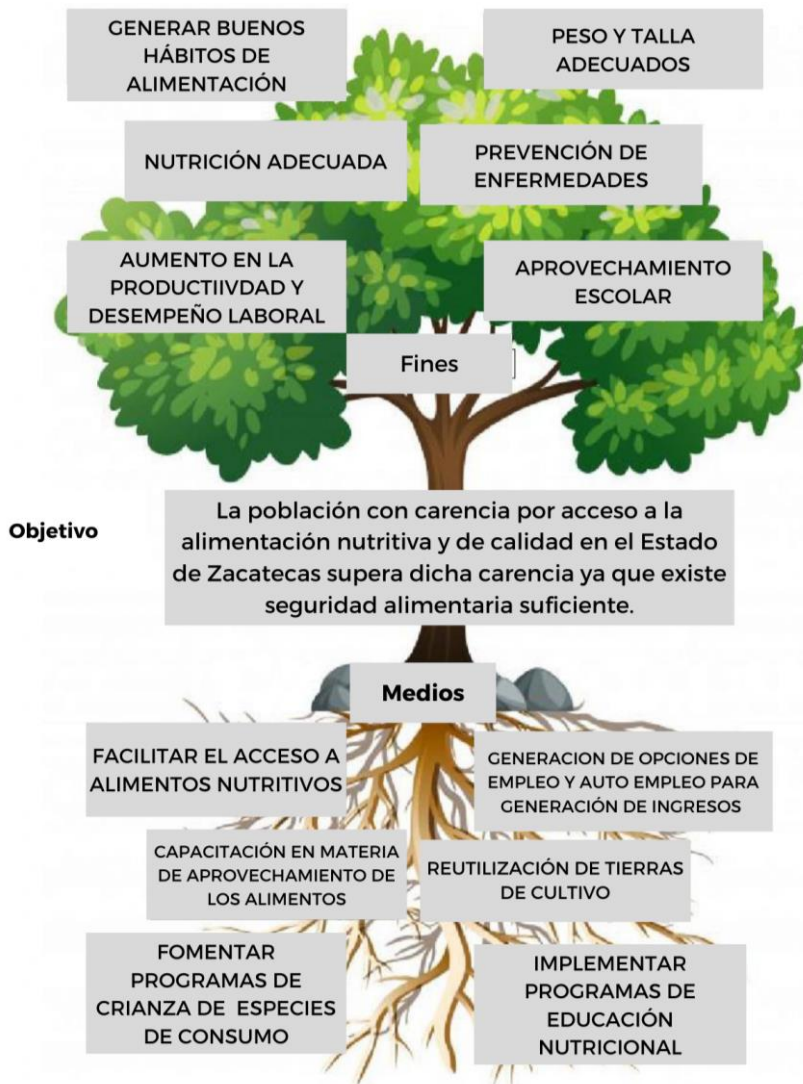 GENERAR BUENOS
HÁBITOS DE
ALIMENTACIÓN
PESO Y TALLA
ADECUADOS
NUTRICIÓN ADECUADA
PREVENCIÓN DE
ENFERMEDADES
AUMENTO EN LA
PRODUCTIIVDAD Y
DESEMPEÑO LABORAL
APROVECHAMIENTO
ESCOLAR
Fines
Objetivo
La población con carencia por acceso a la
alimentación nutritiva y de calidad en el Estado
de Zacatecas supera dicha carencia ya que existe
seguridad alimentaria suficiente.
Medios
FACILITAR EL ACCESO A
ALIMENTOS NUTRITIVOS
GENERACION DE OPCIONES DE
EMPLEO Y AUTO EMPLEO PARA
GENERACIÓN DE INGRESOS
CAPACITACIÓN EN MATERIA
DE APROVECHAMIENTO DE
LOS ALIMENTOS
REUTILIZACIÓN DE TIERRAS
DE CULTIVO
FOMENTAR
PROGRAMAS DE
CRIANZA DE ESPECIES
DE CONSUMO
IMPLEMENTAR
PROGRAMAS DE
EDUCACIÓN
NUTRICIONAL